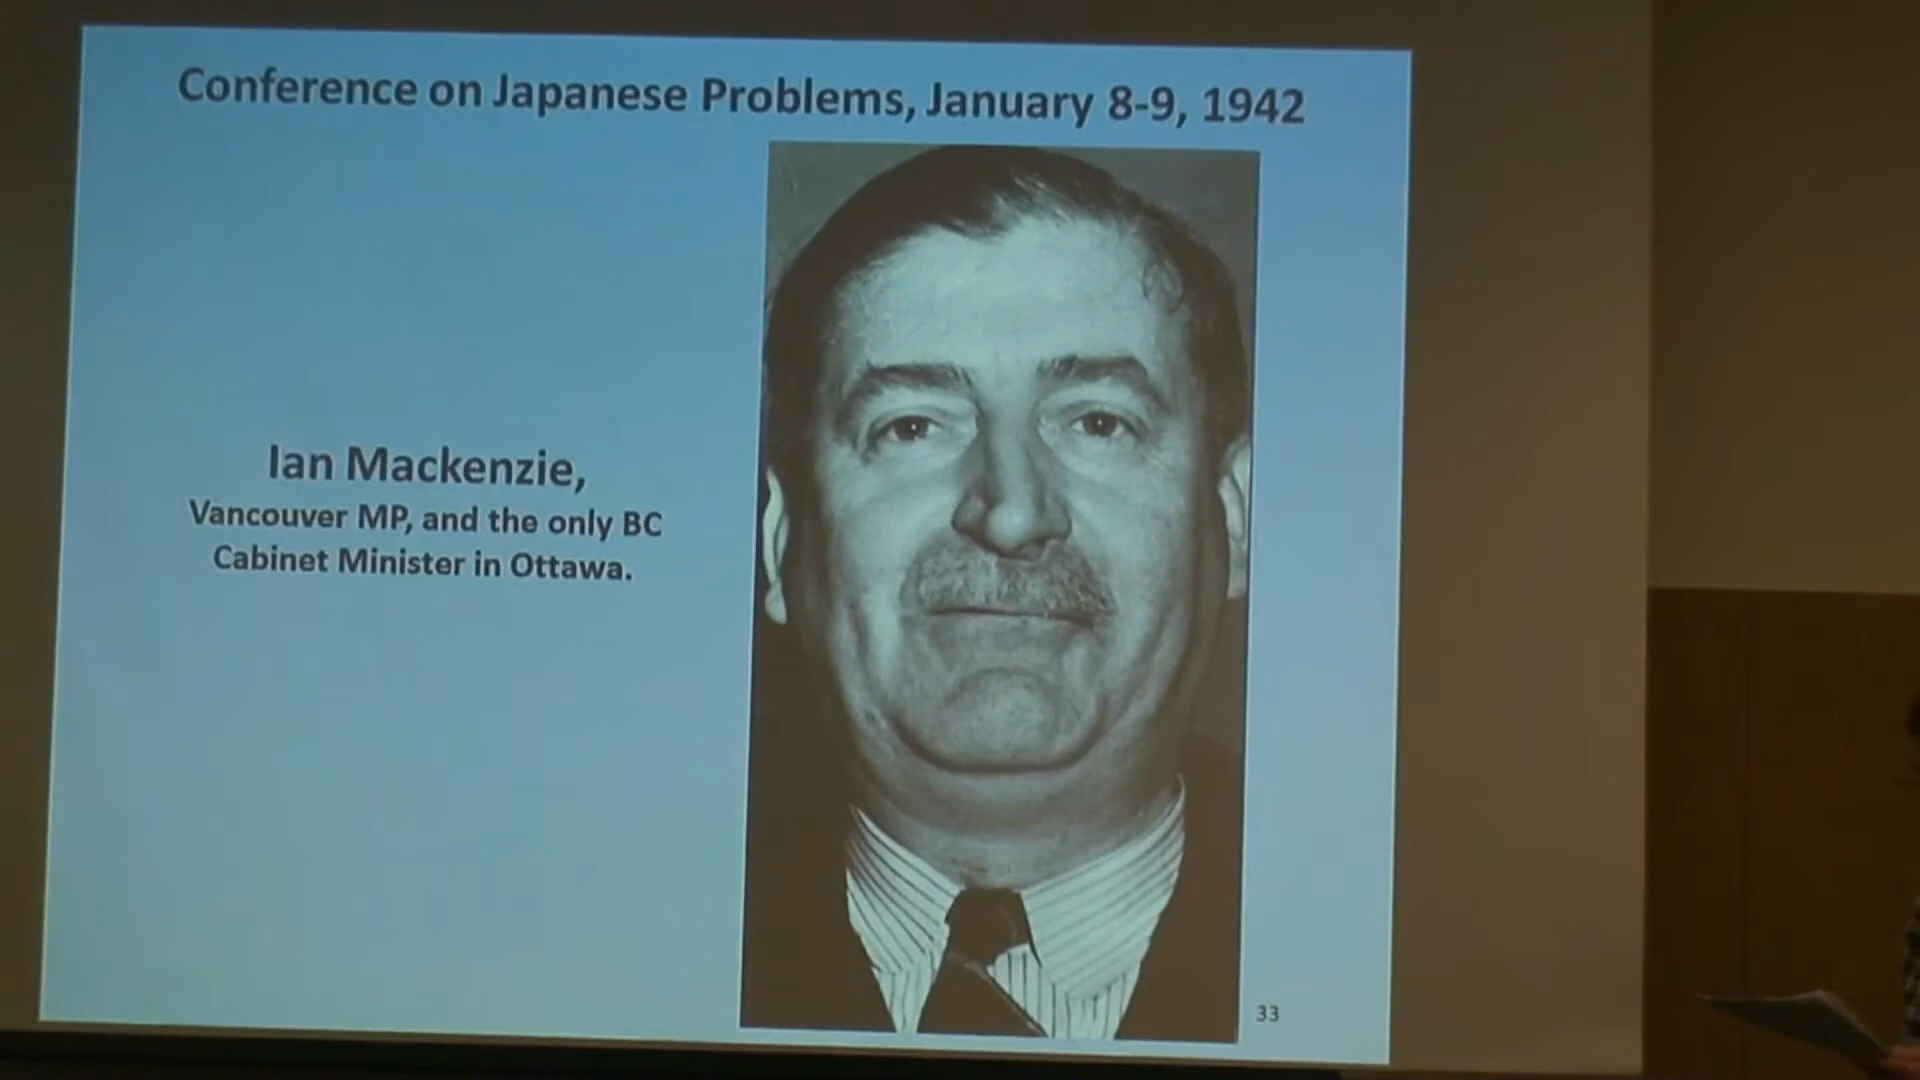 Conference on Japanese Problems, January 8-9, 1942
Ian Mackenzie,
Vancouver MP, and the only BC
Cabinet Minister in Ottawa.
33